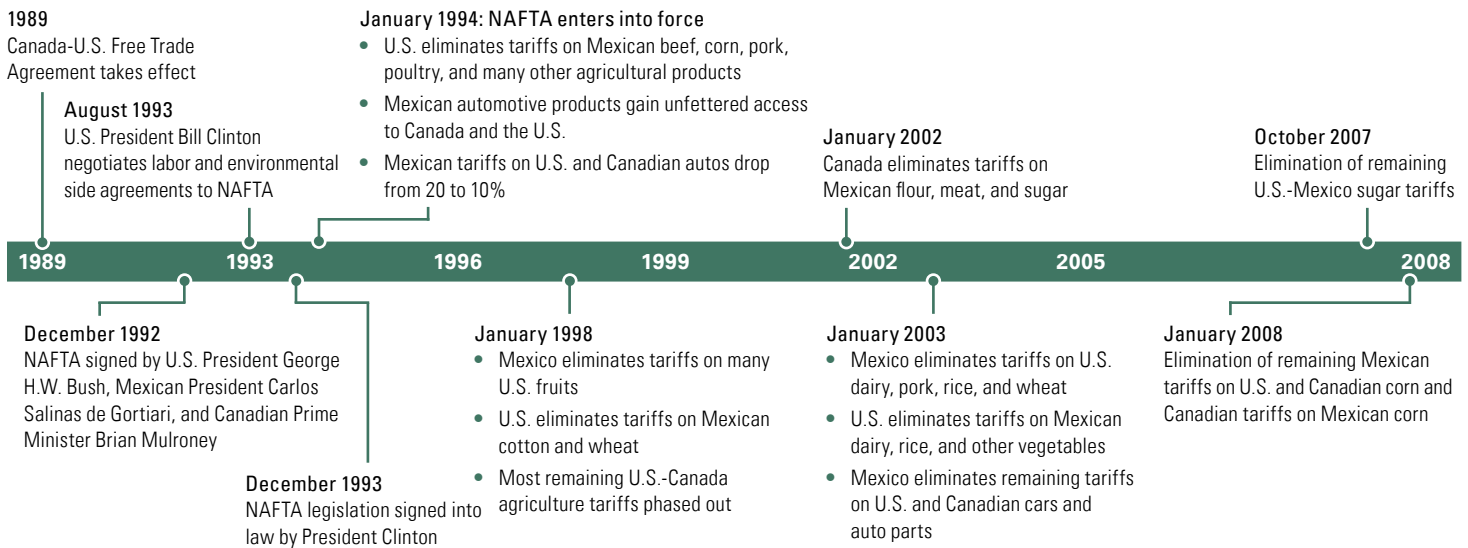 1989
Canada-U.S. Free Trade
Agreement takes effect
August 1993
U.S. President Bill Clinton
negotiates labor and environmental
side agreements to NAFTA
January 1994: NAFTA enters into force
• U.S. eliminates tariffs on Mexican beef, corn, pork,
poultry, and many other agricultural products
• Mexican automotive products gain unfettered access
to Canada and the U.S.
• Mexican tariffs on U.S. and Canadian autos drop
from 20 to 10%
January 2002
Canada eliminates tariffs on
Mexican flour, meat, and sugar
October 2007
Elimination of remaining
U.S.-Mexico sugar tariffs
1989 1993 1996 1999 2002 2005 2008
December 1992
NAFTA signed by U.S. President George
H.W. Bush, Mexican President Carlos
Salinas de Gortiari, and Canadian Prime
Minister Brian Mulroney
December 1993
NAFTA legislation signed into
law by President Clinton
January 1998
• Mexico eliminates tariffs on many
U.S. fruits
• U.S. eliminates tariffs on Mexican
cotton and wheat
• Most remaining U.S.-Canada
agriculture tariffs phased out
January 2003
• Mexico eliminates tariffs on U.S.
dairy, pork, rice, and wheat
• U.S. eliminates tariffs on Mexican
dairy, rice, and other vegetables
• Mexico eliminates remaining tariffs
on U.S. and Canadian cars and
auto parts
January 2008
Elimination of remaining Mexican
tariffs on U.S. and Canadian corn and
Canadian tariffs on Mexican corn